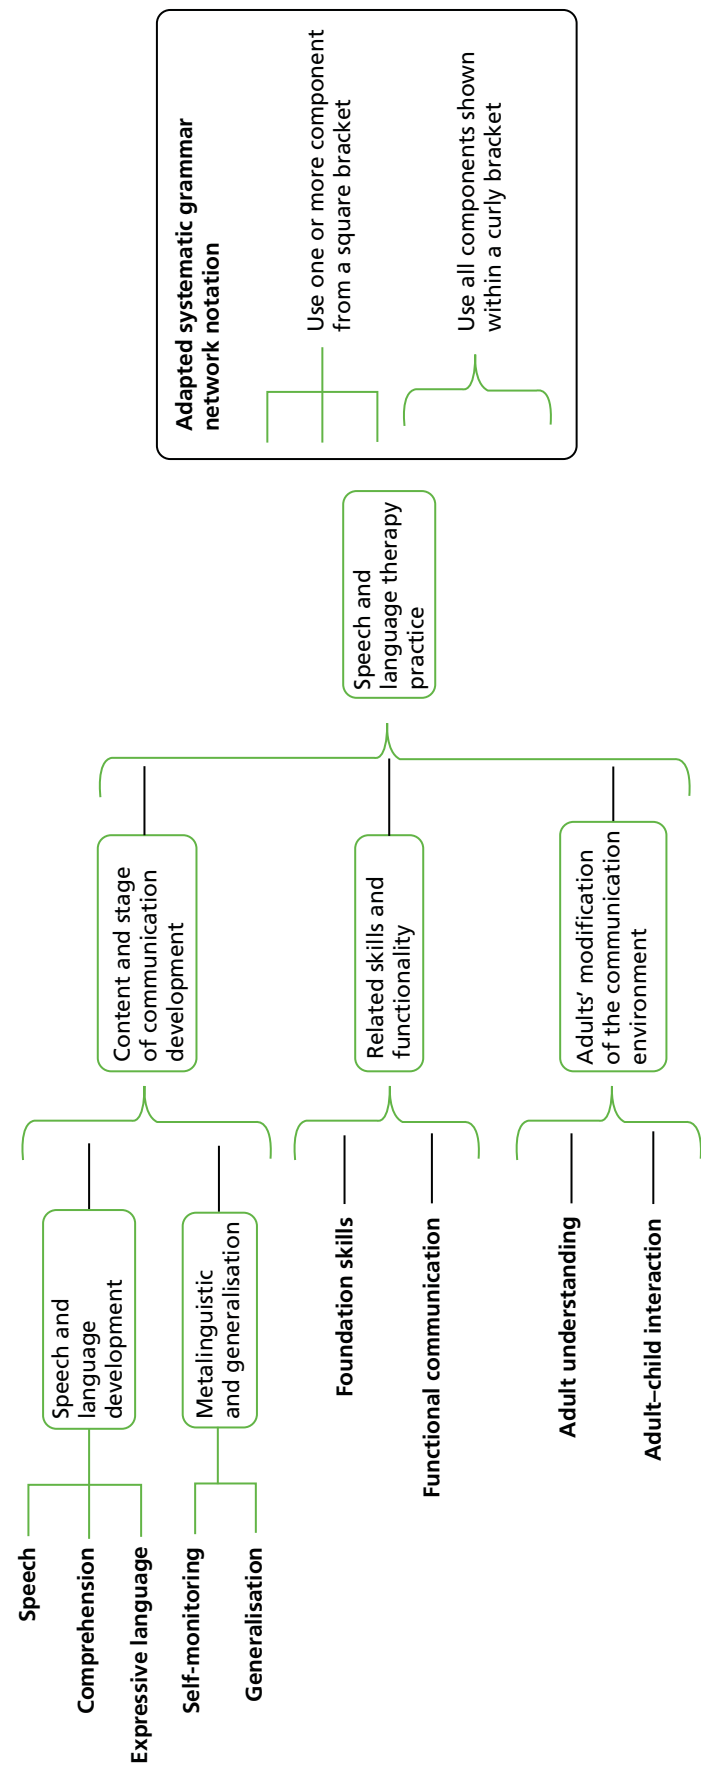 Speech
Comprehension
Expressive language
Self-monitoring
Generalisation
Speech and
language
development
Metalinguistic
and generalisation
Foundation skills
Functional communication
Adult understanding
Adult–child interaction
Content and stage
of communication
development
Related skills and
functionality
Adults’ modification
of the communication
environment
Speech and
language therapy
practice
Adapted systematic grammar
network notation
Use one or more component
from a square bracket
Use all components shown
within a curly bracket